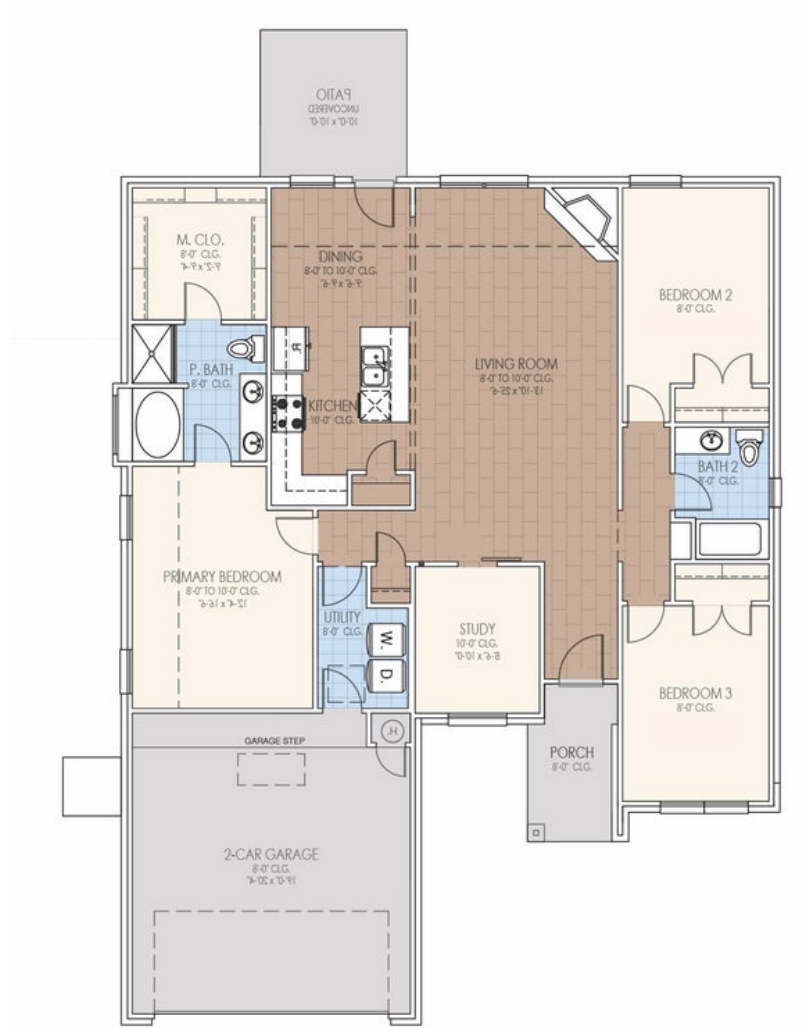 PATIO
UNCOVERED
10'-0" x 10'-0"
M. CLO.
8'-0" CLG.
9'-2" x 9'-4"
DINING
8'-0" TO 10'-0" CLG.
9'-6" x 9'-6"
BEDROOM 2
8'-0" CLG.
P. BATH
8'-0" CLG.
LIVING ROOM
8'-0" TO 10'-0" CLG.
13'-10" x 25'-6"
KITCHEN
10'-0" CLG.
BATH 2
8'-0" CLG.
PRIMARY BEDROOM
8'-0" TO 10'-0" CLG.
12'-4" x 16'-6"
UTILITY
8'-0" CLG.
W.
D.
STUDY
10'-0" CLG.
8'-6" x 10'-0"
BEDROOM 3
8'-0" CLG.
H.
GARAGE STEP
PORCH
8'-0" CLG.
2-CAR GARAGE
8'-0" CLG.
19'-0" x 20'-4"